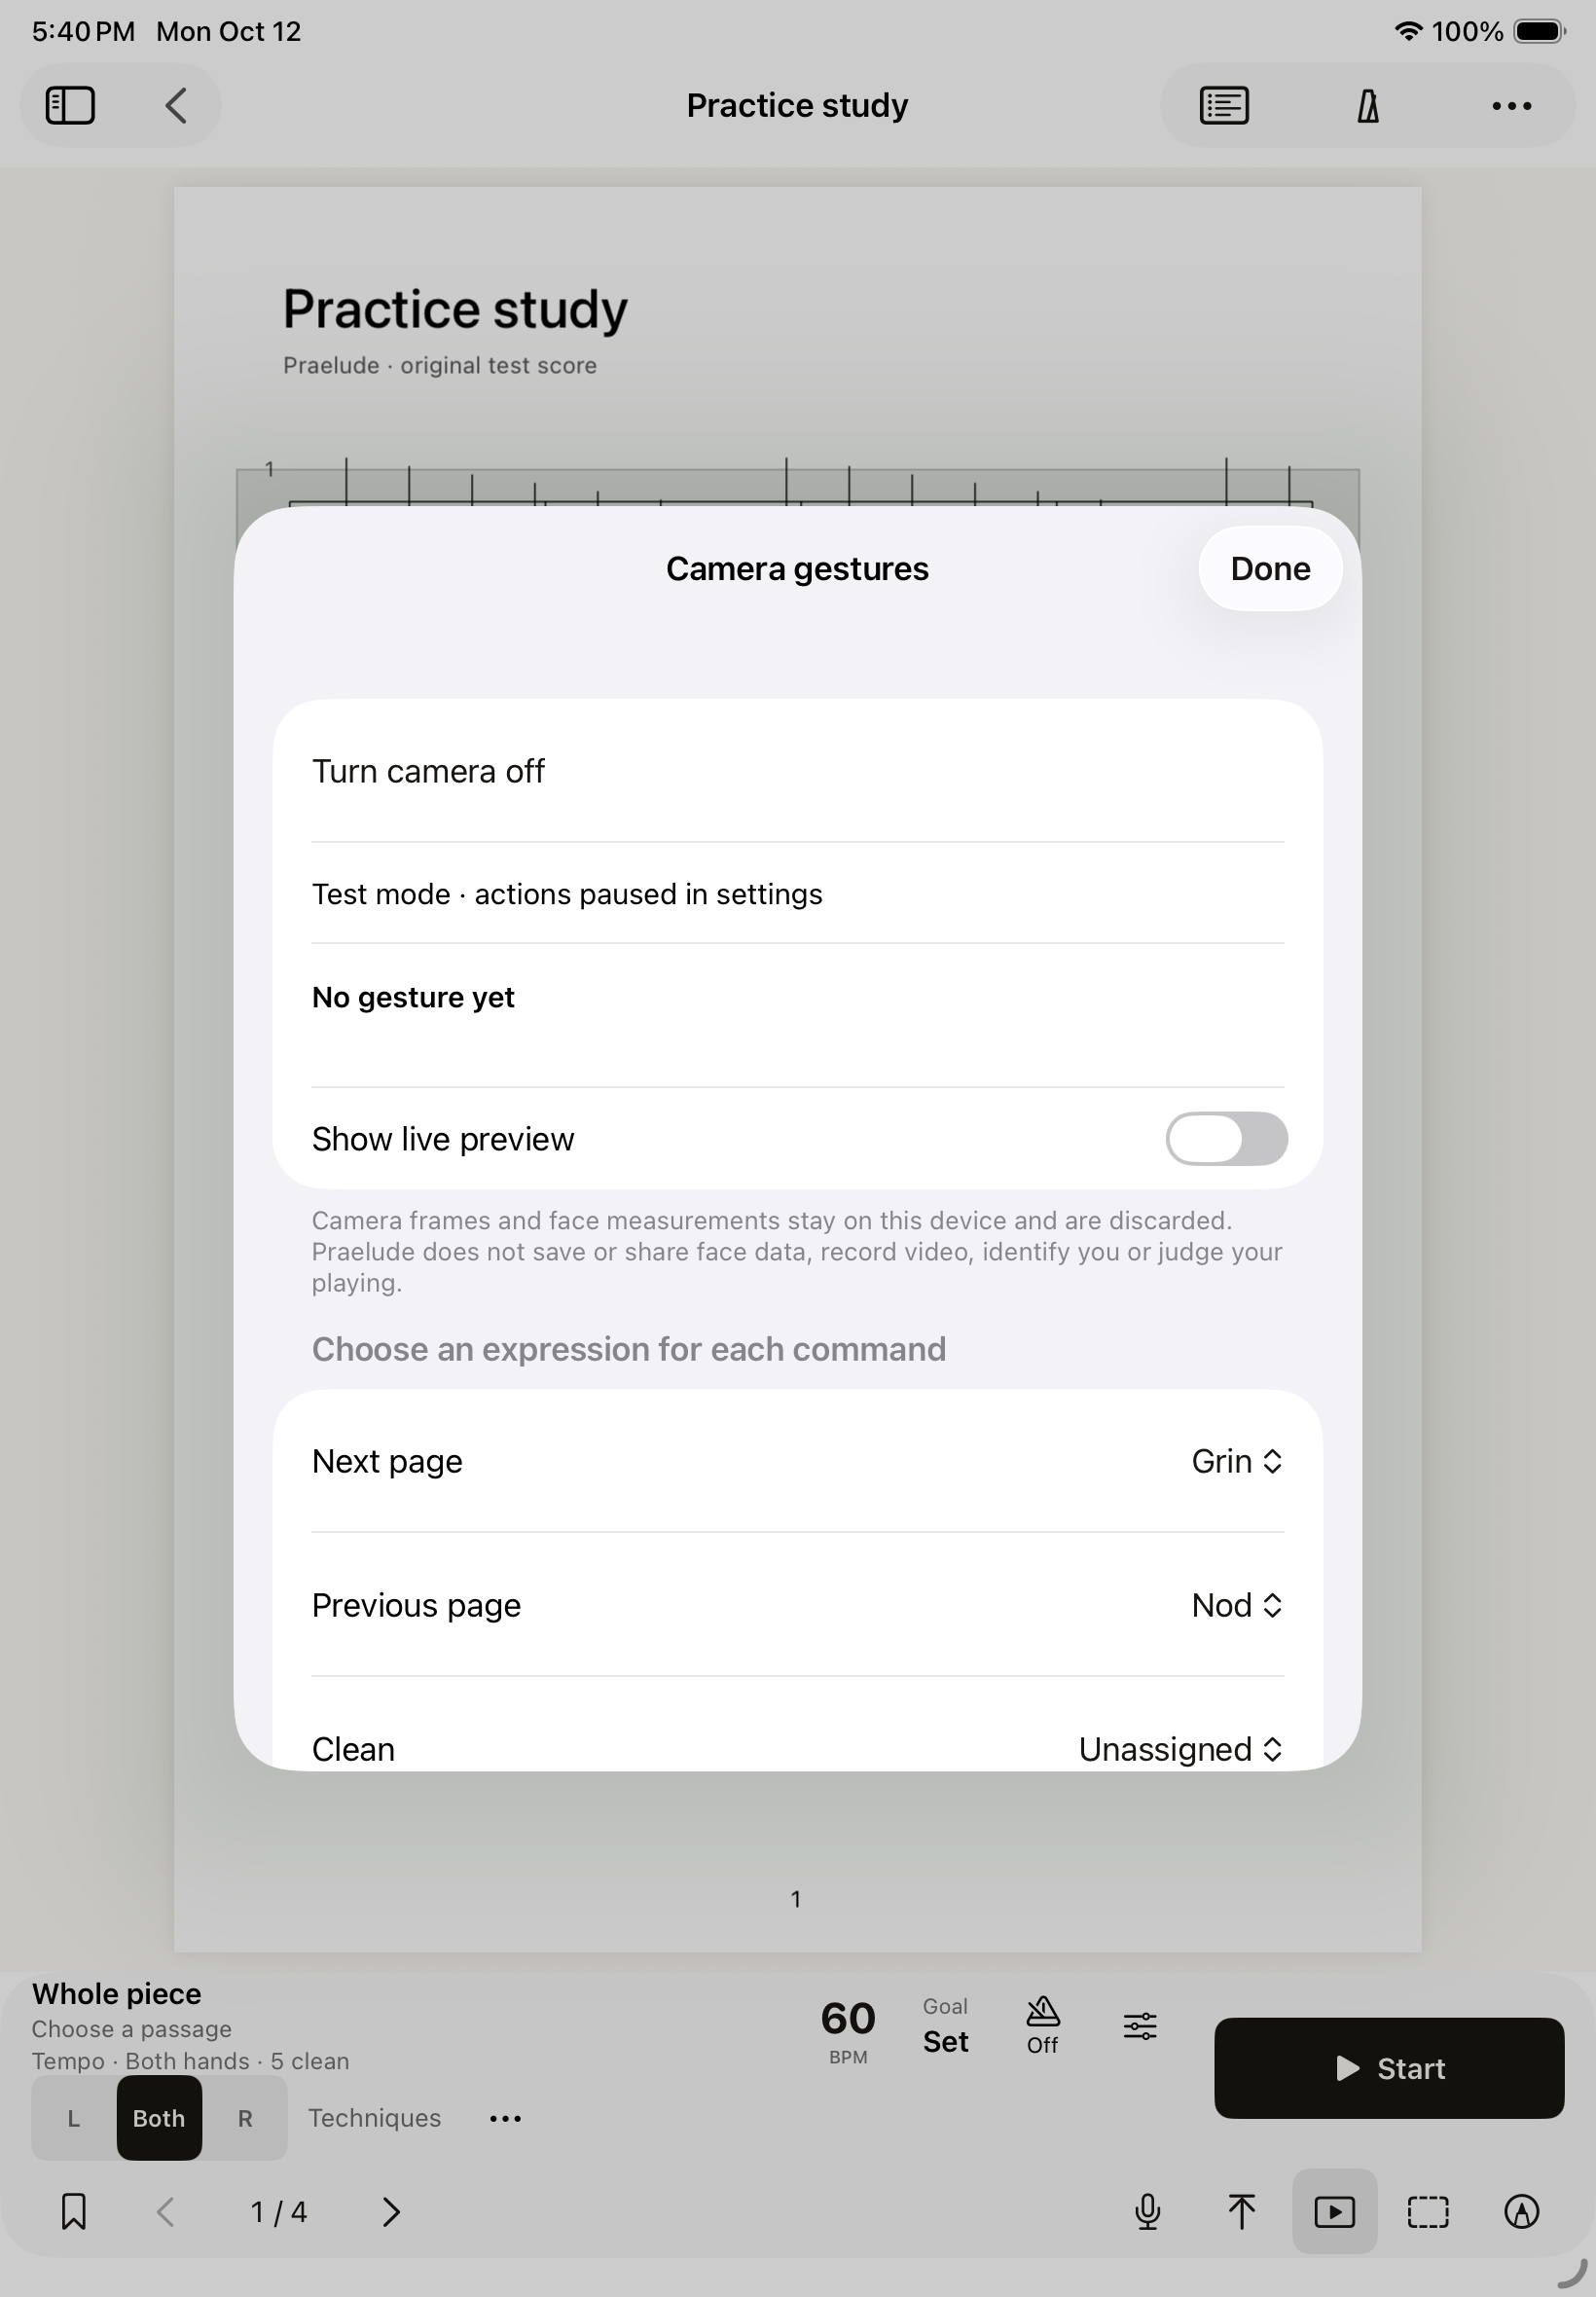 5:40 PM Mon Oct 12
100%
Practice study
Practice study
Praelude · original test score
1
Camera gestures
Done
Turn camera off
Test mode · actions paused in settings
No gesture yet
Show live preview
Camera frames and face measurements stay on this device and are discarded.
Praelude does not save or share face data, record video, identify you or judge your
playing.
Choose an expression for each command
Next page
Grin
Previous page
Nod
Clean
Unassigned
1
Whole piece
Choose a passage
Tempo · Both hands · 5 clean
60
BPM
Goal
Set
Off
Start
L
Both
R
Techniques
1 / 4